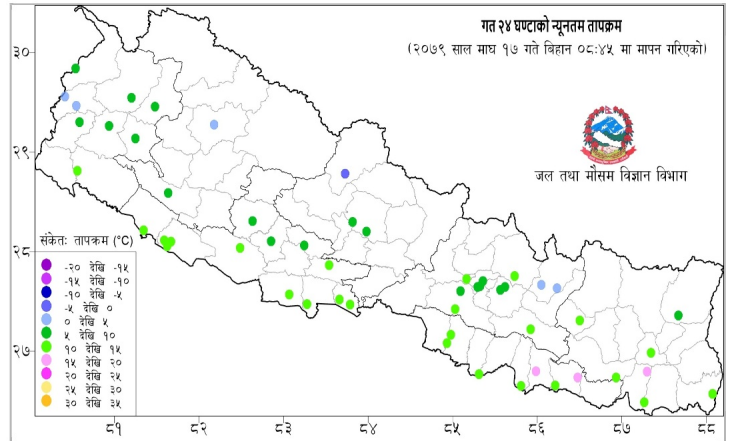 गत २४ घण्टाको न्यूनतम तापक्रम
(२०७९ साल माघ १७ गते बिहान ०८:४५ मा मापन गरिएको)
जल तथा मौसम विज्ञान विभाग
संकेतः तापक्रम (°C)
-२० देखि -१५
-१५ देखि -१०
-१० देखि -५
-५ देखि ०
० देखि ५
५ देखि १०
१० देखि १५
१५ देखि २०
२० देखि २५
२५ देखि ३०
३० देखि ३५
३०
२९
२८
२७
८१ ८२ ८३ ८४ ८५ ८६ ८७ ८८